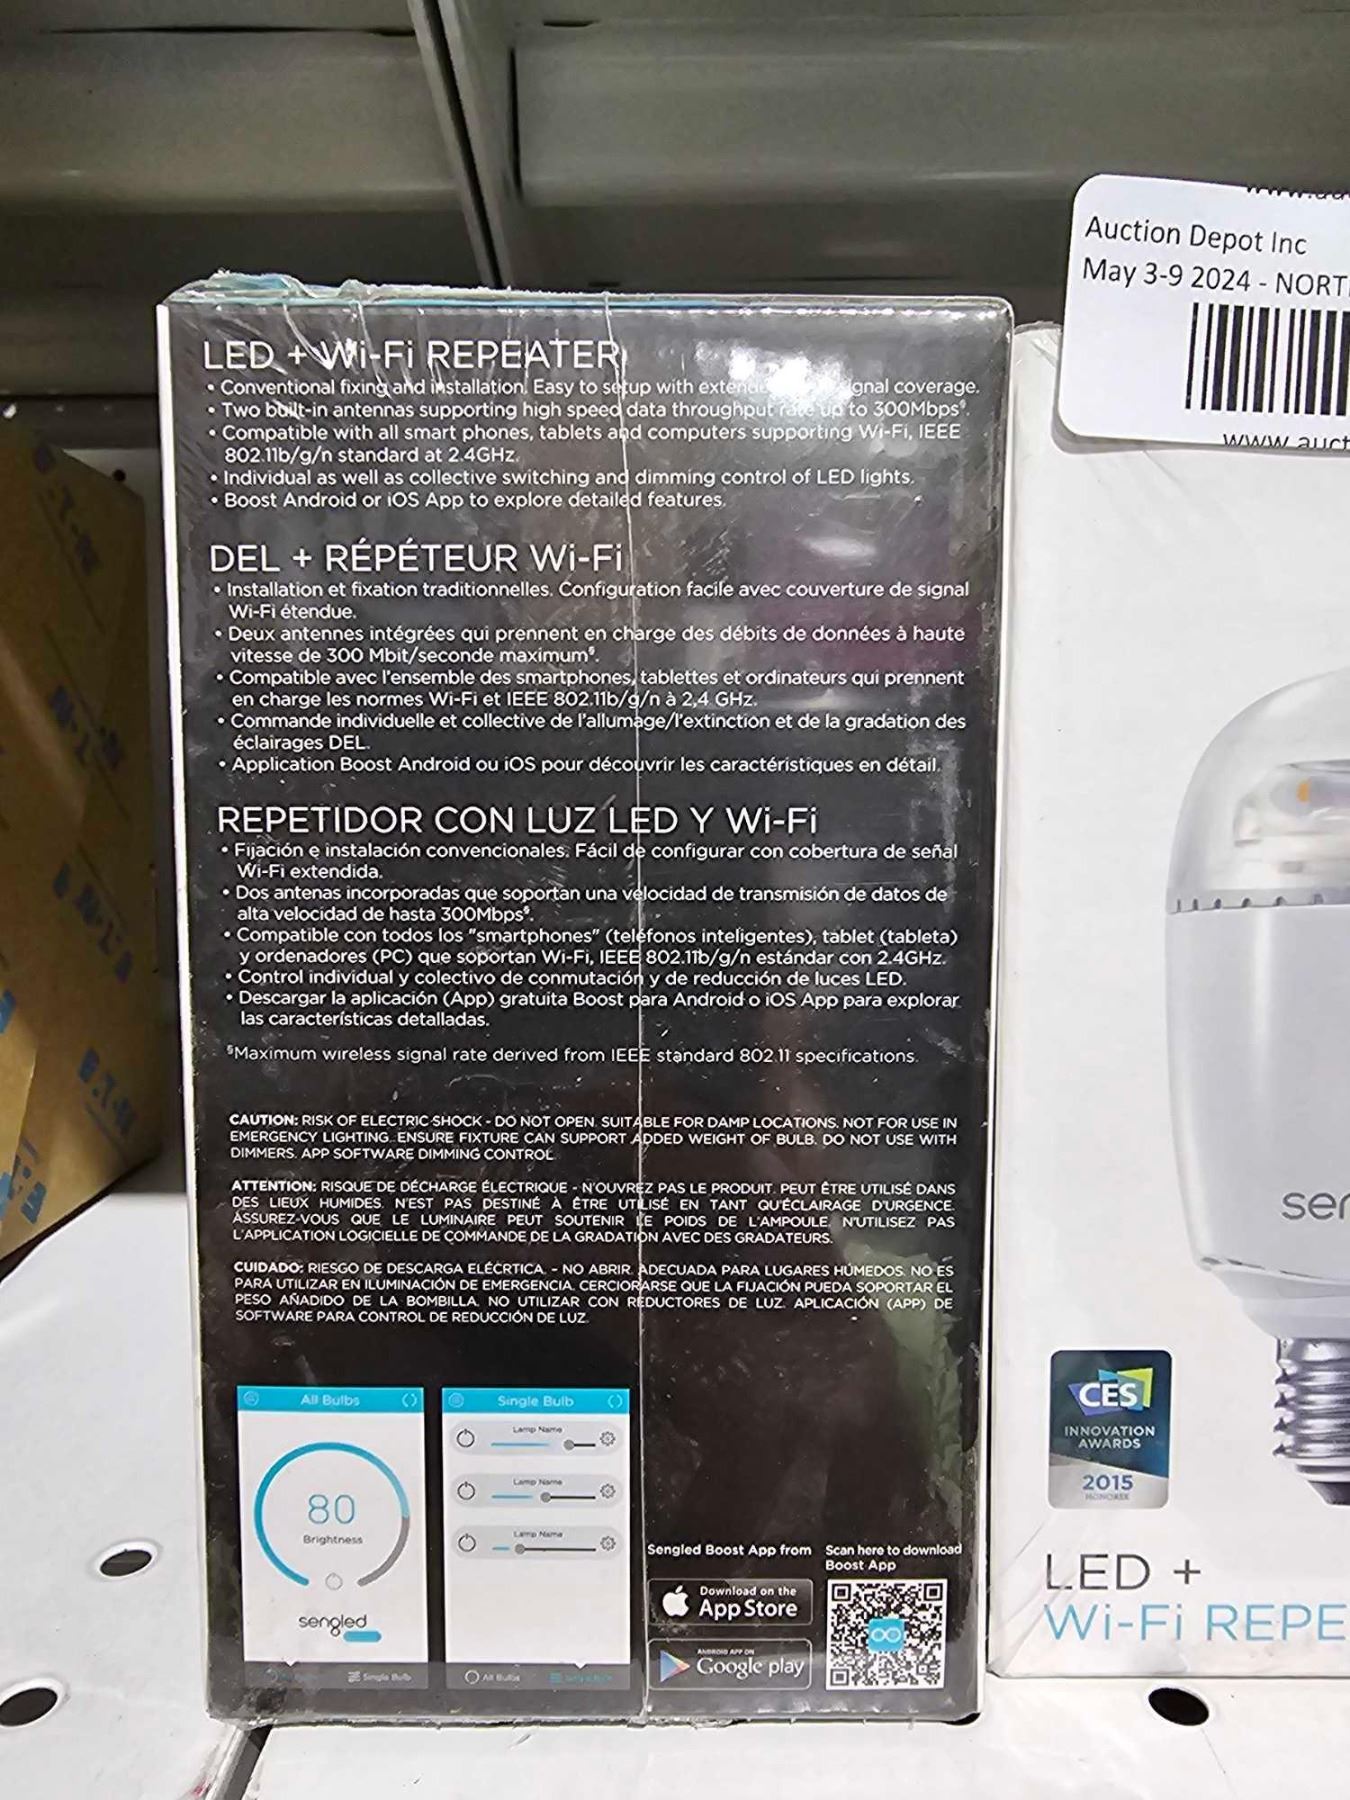 LED + Wi-Fi REPEATER
• Conventional fixing and installation. Easy to setup with signal coverage.
• Two built-in antennas supporting high speed data throughput rate up to 300Mbps§.
• Compatible with all smart phones, tablets and computers supporting Wi-Fi, IEEE
802.11b/g/n standard at 2.4GHz.
• Individual as well as collective switching and dimming control of LED lights.
• Boost Android or iOS App to explore detailed features.
DEL + RÉPÉTEUR Wi-Fi
• Installation et fixation traditionnelles. Configuration facile avec couverture de signal
Wi-Fi étendue.
• Deux antennes intégrées qui prennent en charge des débits de données à haute
vitesse de 300 Mbit/seconde maximum§.
• Compatible avec l'ensemble des smartphones, tablettes et ordinateurs qui prennent
en charge les normes Wi-Fi et IEEE 802.11b/g/n à 2,4 GHz.
• Commande individuelle et collective de l'allumage/l'extinction et de la gradation des
éclairages DEL.
• Application Boost Android ou iOS pour découvrir les caractéristiques en détail.
REPETIDOR CON LUZ LED Y Wi-Fi
• Fijación e instalación convencionales. Fácil de configurar con cobertura de señal
Wi-Fi extendida.
• Dos antenas incorporadas que soportan una velocidad de transmisión de datos de
alta velocidad de hasta 300Mbps§.
• Compatible con todos los "smartphones" (teléfonos inteligentes), tablet (tableta)
y ordenadores (PC) que soportan Wi-Fi, IEEE 802.11b/g/n estándar con 2.4GHz.
• Control individual y colectivo de conmutación y de reducción de luces LED.
• Descargar la aplicación (App) gratuita Boost para Android o iOS App para explorar
las características detalladas.
§Maximum wireless signal rate derived from IEEE standard 802.11 specifications.
CAUTION: RISK OF ELECTRIC SHOCK - DO NOT OPEN. SUITABLE FOR DAMP LOCATIONS. NOT FOR USE IN
EMERGENCY LIGHTING. ENSURE FIXTURE CAN SUPPORT ADDED WEIGHT OF BULB. DO NOT USE WITH
DIMMERS. APP SOFTWARE DIMMING CONTROL
ATTENTION: RISQUE DE DÉCHARGE ÉLECTRIQUE - N'OUVREZ PAS LE PRODUIT. PEUT ÊTRE UTILISÉ DANS
DES LIEUX HUMIDES. N'EST PAS DESTINÉ À ÊTRE UTILISÉ EN TANT QU'ÉCLAIRAGE D'URGENCE.
ASSUREZ-VOUS QUE LE LUMINAIRE PEUT SOUTENIR LE POIDS DE L'AMPOULE. N'UTILISEZ PAS
L'APPLICATION LOGICIELLE DE COMMANDE DE LA GRADATION AVEC DES GRADATEURS.
CUIDADO: RIESGO DE DESCARGA ELÉCRTICA. - NO ABRIR. ADECUADA PARA LUGARES HÚMEDOS. NO ES
PARA UTILIZAR EN ILUMINACIÓN DE EMERGENCIA. CERCIORARSE QUE LA FIJACIÓN PUEDA SOPORTAR EL
PESO AÑADIDO DE LA BOMBILLA. NO UTILIZAR CON REDUCTORES DE LUZ. APLICACIÓN (APP) DE
SOFTWARE PARA CONTROL DE REDUCCIÓN DE LUZ.
All Bulbs
80
Brightness
sengled
Single Bulb
Single Bulb
Lamp Name
Lamp Name
Lamp Name
All Bulbs
Sengled Boost App from
Download on the
App Store
ANDROID APP ON
Google play
Scan here to download
Boost App
Auction Depot Inc
May 3-9 2024 - NORT
www.auct
sen
CES
INNOVATION
AWARDS
2015
HONOREE
LED +
Wi-Fi REPE